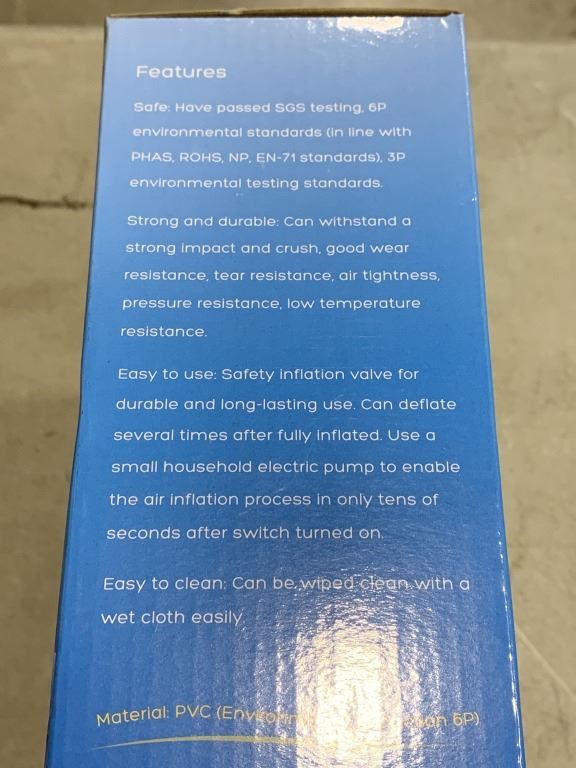 Features
Safe: Have passed SGS testing, 6P
environmental standards (in line with
PHAS, ROHS, NP, EN-71 standards), 3P
environmental testing standards.
Strong and durable: Can withstand a
strong impact and crush, good wear
resistance, tear resistance, air tightness,
pressure resistance, low temperature
resistance.
Easy to use: Safety inflation valve for
durable and long-lasting use. Can deflate
several times after fully inflated. Use a
small household electric pump to enable
the air inflation process in only tens of
seconds after switch turned on.
Easy to clean: Can be wiped clean with a
wet cloth easily
Material: PVC 6P)